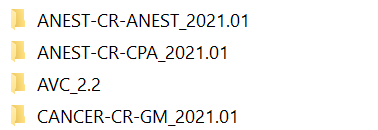 ANEST-CR-ANEST_2021.01
ANEST-CR-CPA_2021.01
AVC_2.2
CANCER-CR-GM_2021.01